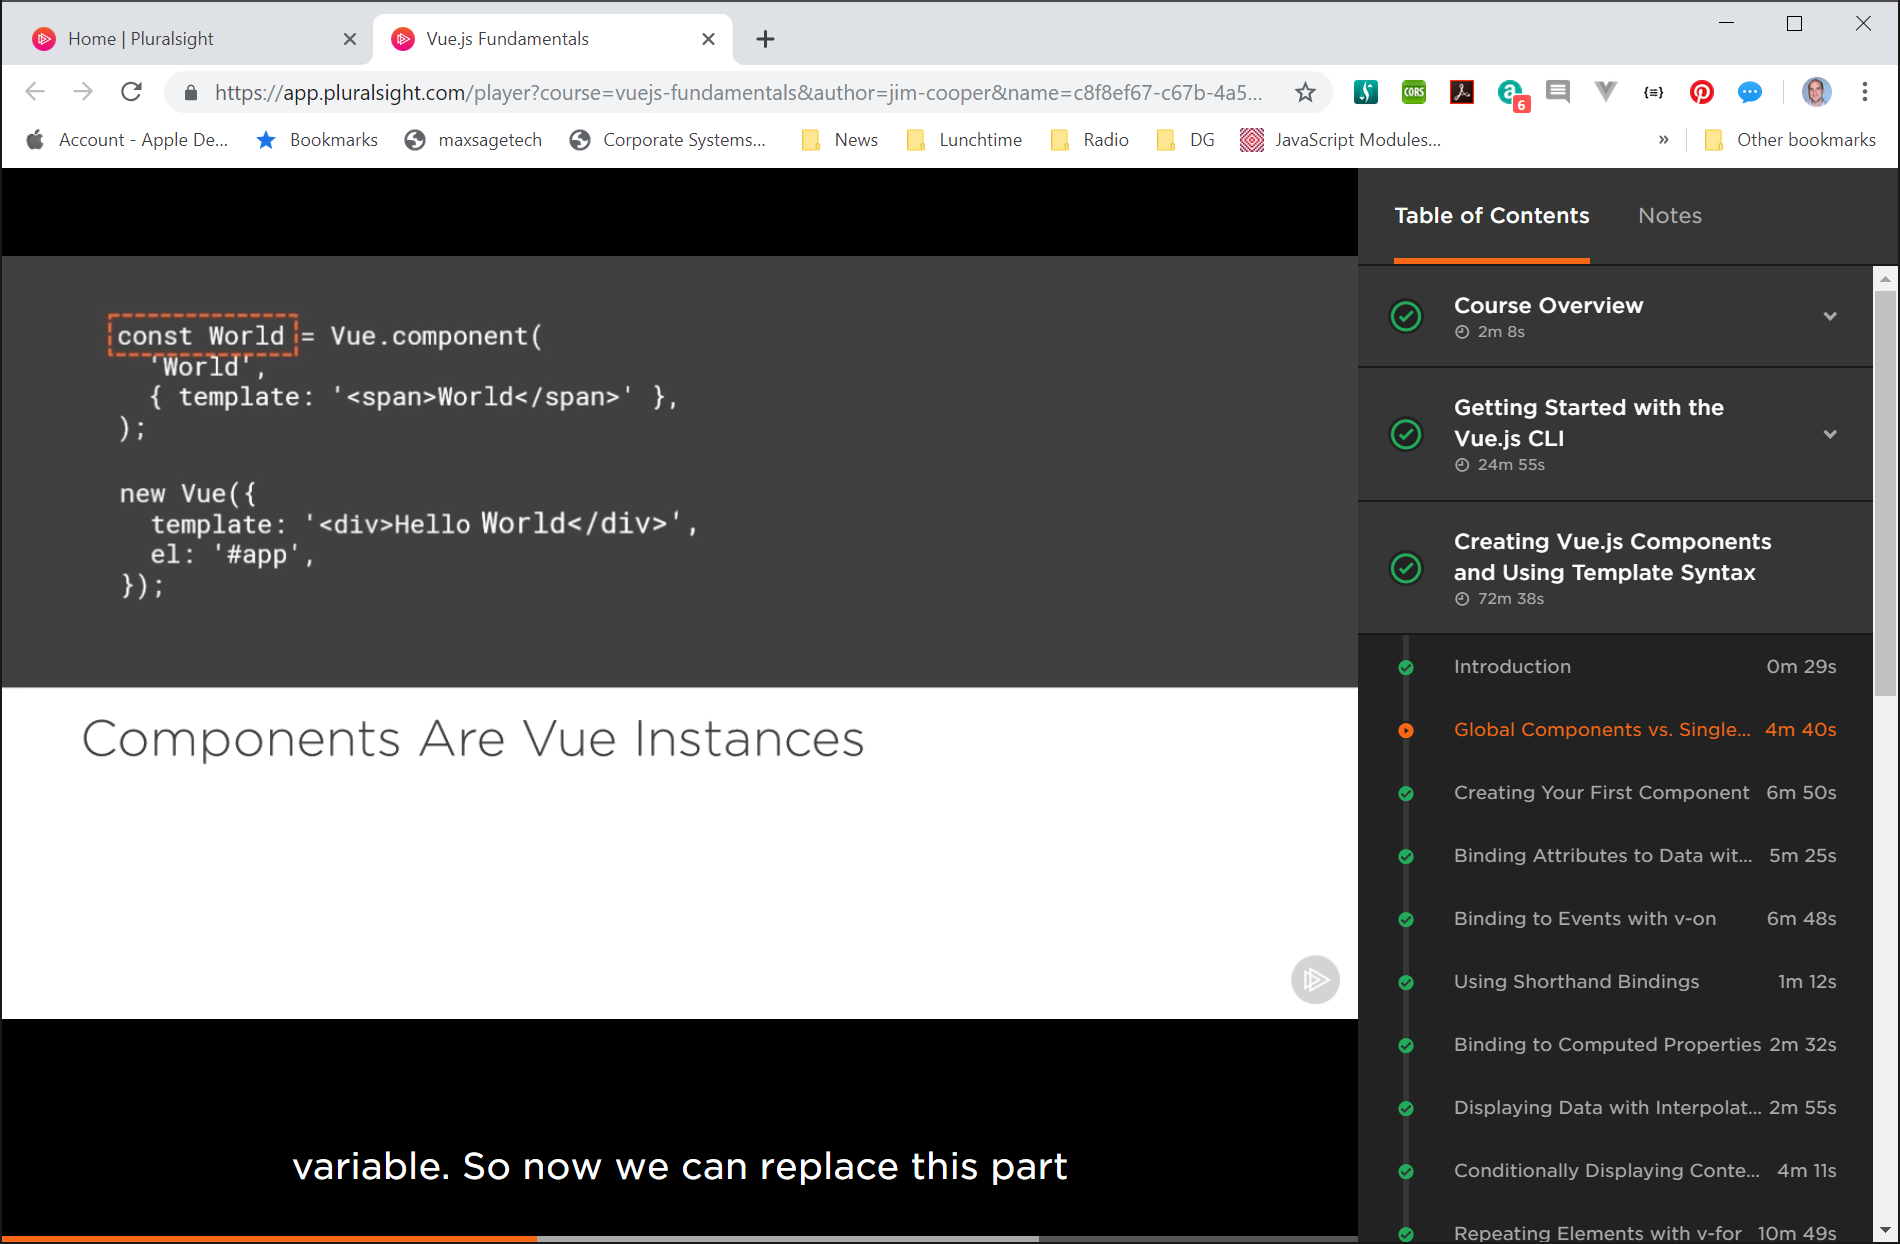 Home | Pluralsight
Vue.js Fundamentals
https://app.pluralsight.com/player?course=vuejs-fundamentals&author=jim-cooper&name=c8f8ef67-c67b-4a5...
CORS
a
6
{≡}
Account - Apple De...
Bookmarks
maxsagetech
Corporate Systems...
News
Lunchtime
Radio
DG
JavaScript Modules...
»
Other bookmarks
const World = Vue.component(
'World',
{ template: '<span>World</span>' },
);
new Vue({
template: '<div>Hello World</div>',
el: '#app',
});
Components Are Vue Instances
variable. So now we can replace this part
Table of Contents
Notes
Course Overview
2m 8s
Getting Started with the
Vue.js CLI
24m 55s
Creating Vue.js Components
and Using Template Syntax
72m 38s
Introduction 0m 29s
Global Components vs. Single... 4m 40s
Creating Your First Component 6m 50s
Binding Attributes to Data wit... 5m 25s
Binding to Events with v-on 6m 48s
Using Shorthand Bindings 1m 12s
Binding to Computed Properties 2m 32s
Displaying Data with Interpolat... 2m 55s
Conditionally Displaying Conte... 4m 11s
Repeating Elements with v-for 10m 49s